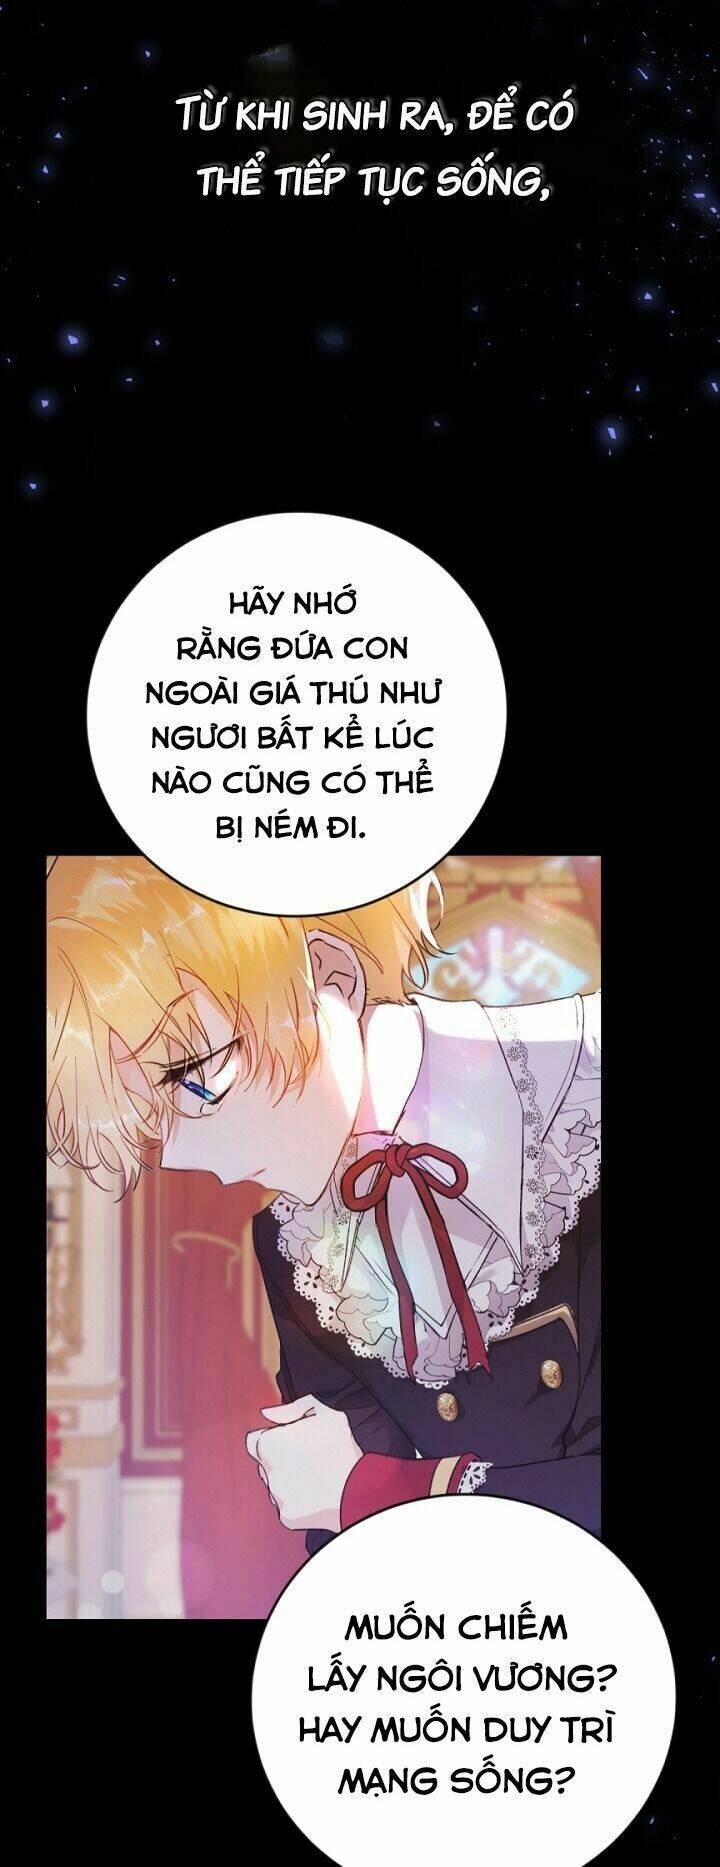 TỪ KHI SINH RA, ĐỂ CÓ
THỂ TIẾP TỤC SỐNG,
HÃY NHỚ
RẰNG ĐỨA CON
NGOÀI GIÁ THÚ NHƯ
NGƯƠI BẤT KỂ LÚC
NÀO CŨNG CÓ THỂ
BỊ NÉM ĐI.
MUỐN CHIẾM
LẤY NGÔI VƯƠNG?
HAY MUỐN DUY TRÌ
MẠNG SỐNG?